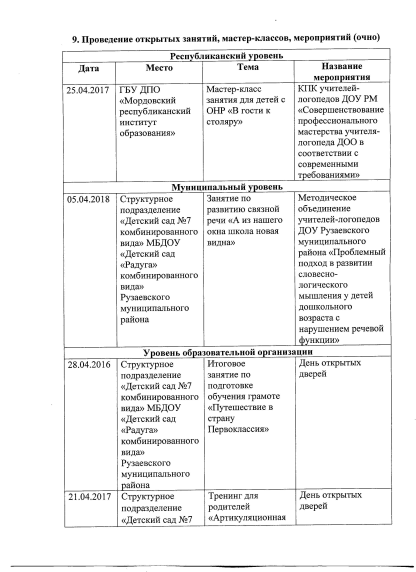 9. Проведение открытых занятий, мастер-классов, мероприятий (очно)
Республиканский уровень
Дата Место Тема Название
мероприятия
25.04.2017 ГБУ ДПО Мастер-класс КПК учителей-
«Мордовский занятия для детей с логопедов ДОУ РМ
республиканский ОНР «В гости к «Совершенствование
институт столяру» профессионального
образования» мастерства учителя-
логопеда ДОО в
соответствии с
современными
требованиями»
Муниципальный уровень
05.04.2018 Структурное Занятие по Методическое
подразделение развитию связной объединение
«Детский сад №7 речи «А из нашего учителей-логопедов
комбинированного окна школа новая ДОУ Рузаевского
вида» МБДОУ видна» муниципального
«Детский сад района «Проблемный
«Радуга» подход в развитии
комбинированного словесно-
вида» логического
Рузаевского мышления у детей
муниципального дошкольного
района возраста с
нарушением речевой
функции»
Уровень образовательной организации
28.04.2016 Структурное Итоговое День открытых
подразделение занятие по дверей
«Детский сад №7 подготовке
комбинированного обучения грамоте
вида» МБДОУ «Путешествие в
«Детский сад страну
«Радуга» Первоклассия»
комбинированного
вида»
Рузаевского
муниципального
района
21.04.2017 Структурное Тренинг для День открытых
подразделение родителей дверей
«Детский сад №7 «Артикуляционная